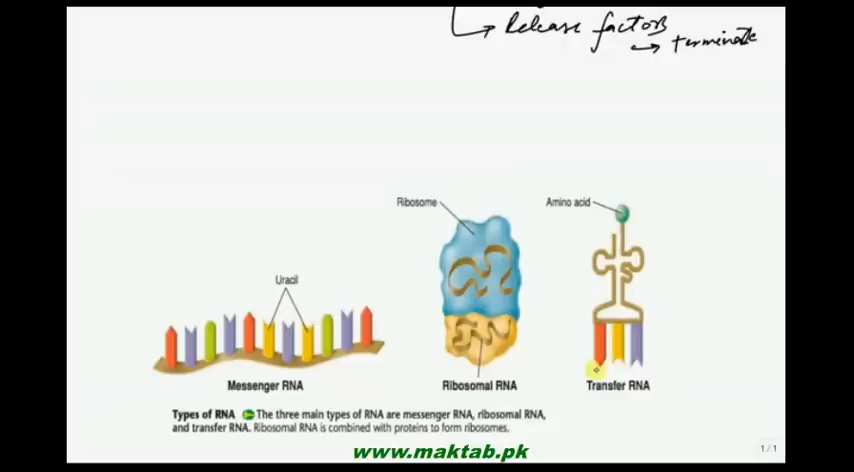 Release factors
→ terminate
Ribosome
Amino acid
Uracil
Messenger RNA
Ribosomal RNA
Transfer RNA
Types of RNA The three main types of RNA are messenger RNA, ribosomal RNA,
and transfer RNA. Ribosomal RNA is combined with proteins to form ribosomes.
www.maktab.pk
1 / 1